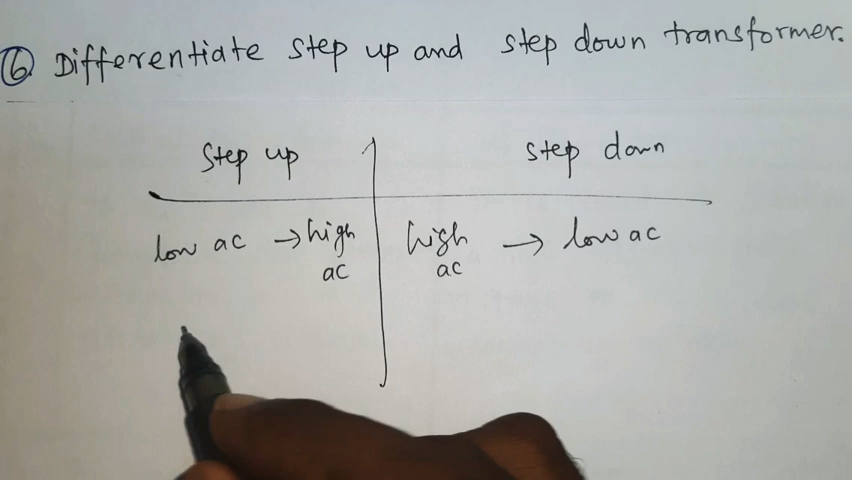 6 Differentiate step up and step down transformer.
Step up step down
low ac → high ac high ac → low ac